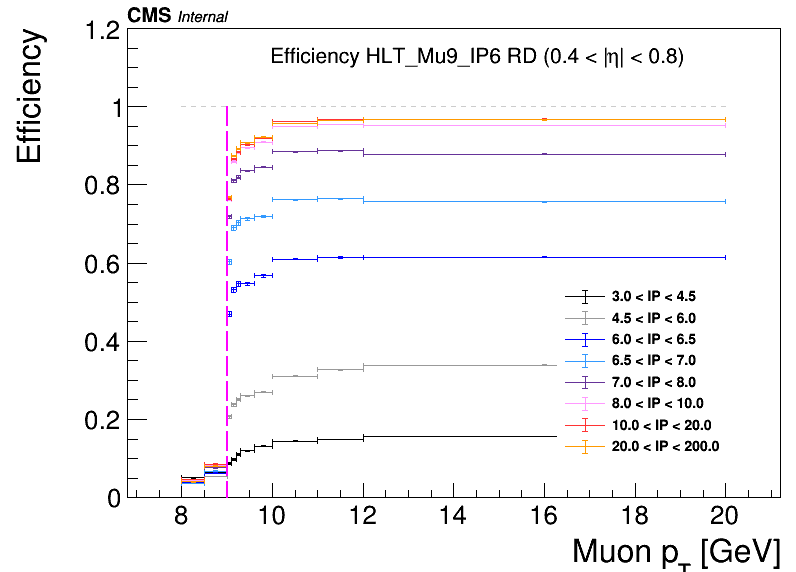 CMS Internal
Efficiency HLT_Mu9_IP6 RD (0.4 < |η| < 0.8)
Efficiency
1.2
1
0.8
0.6
0.4
0.2
0
3.0 < IP < 4.5
4.5 < IP < 6.0
6.0 < IP < 6.5
6.5 < IP < 7.0
7.0 < IP < 8.0
8.0 < IP < 10.0
10.0 < IP < 20.0
20.0 < IP < 200.0
8 10 12 14 16 18 20
Muon p_T [GeV]